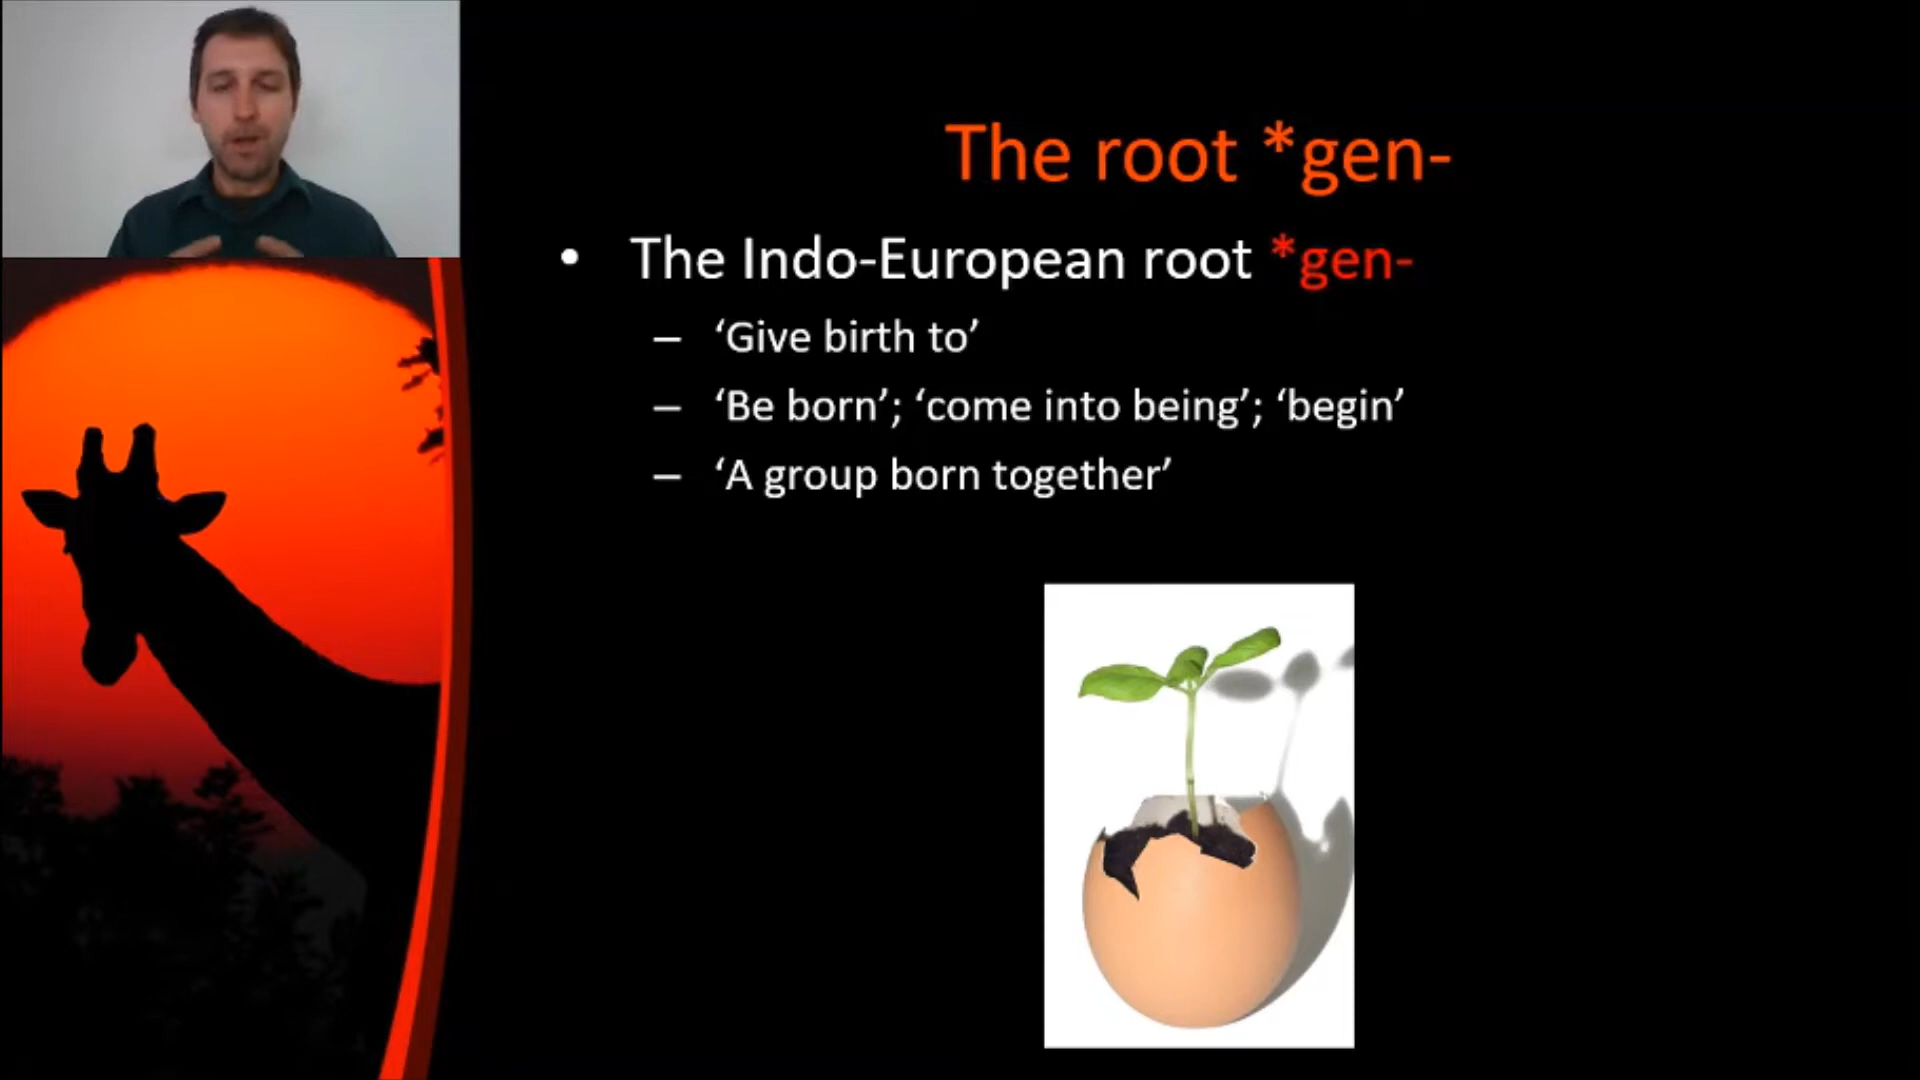 The root *gen-
• The Indo-European root *gen-
– ‘Give birth to’
– ‘Be born’; ‘come into being’; ‘begin’
– ‘A group born together’